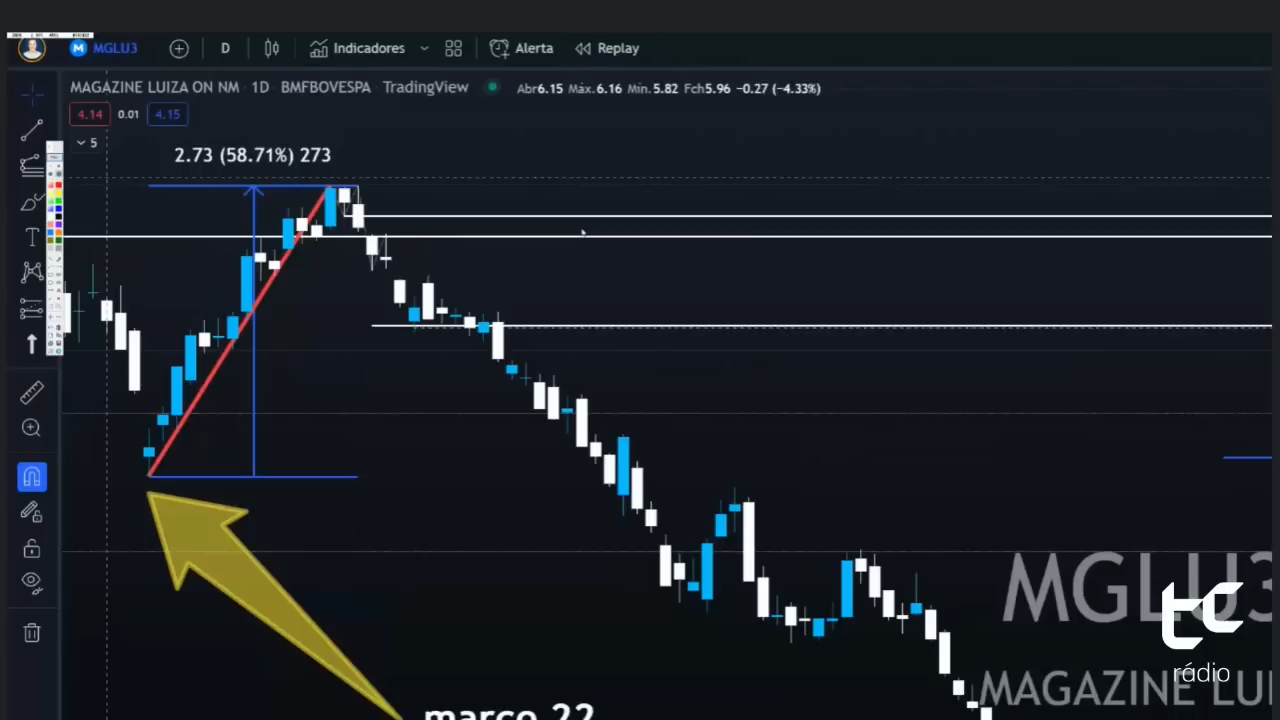 MGLU3
D
Indicadores
Alerta
Replay
MAGAZINE LUIZA ON NM · 1D · BMFBOVESPA TradingView
Abr6.15 Máx.6.16 Mín.5.82 Fch5.96 −0.27 (−4.33%)
4.14 0.01 4.15
5
2.73 (58.71%) 273
T
MGLU3
MAGAZINE LUI
tc
rádio
março 22